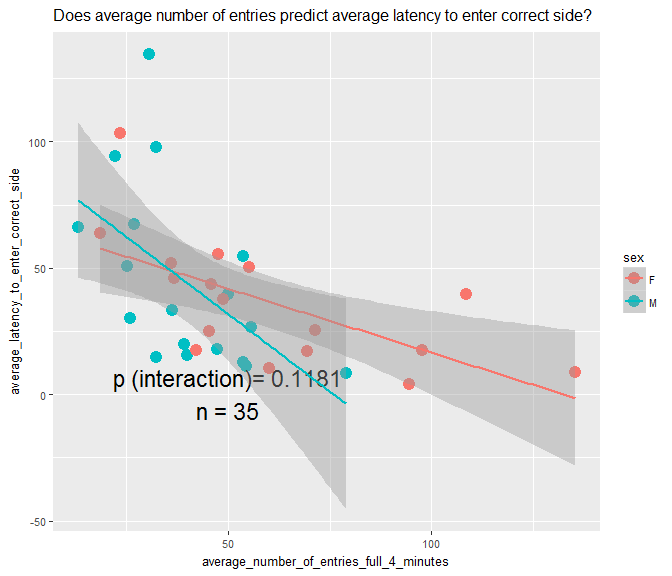 Does average number of entries predict average latency to enter correct side?
average_latency_to_enter_correct_side
100
50
0
-50
p (interaction)= 0.1181
n = 35
50
100
average_number_of_entries_full_4_minutes
sex
F
M